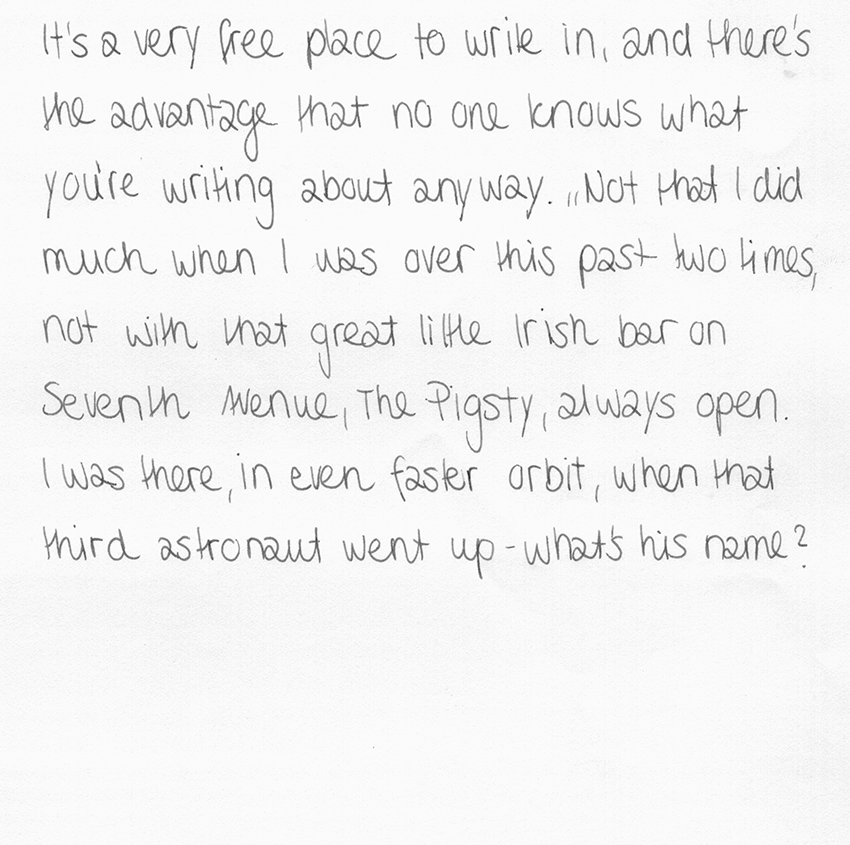 It's a very free place to write in, and there's
the advantage that no one knows what
you're writing about anyway. „Not that I did
much when I was over this past two times,
not with that great little Irish bar on
Seventh Avenue, The Pigsty, always open.
I was there, in even faster orbit, when that
third astronaut went up - what's his name?